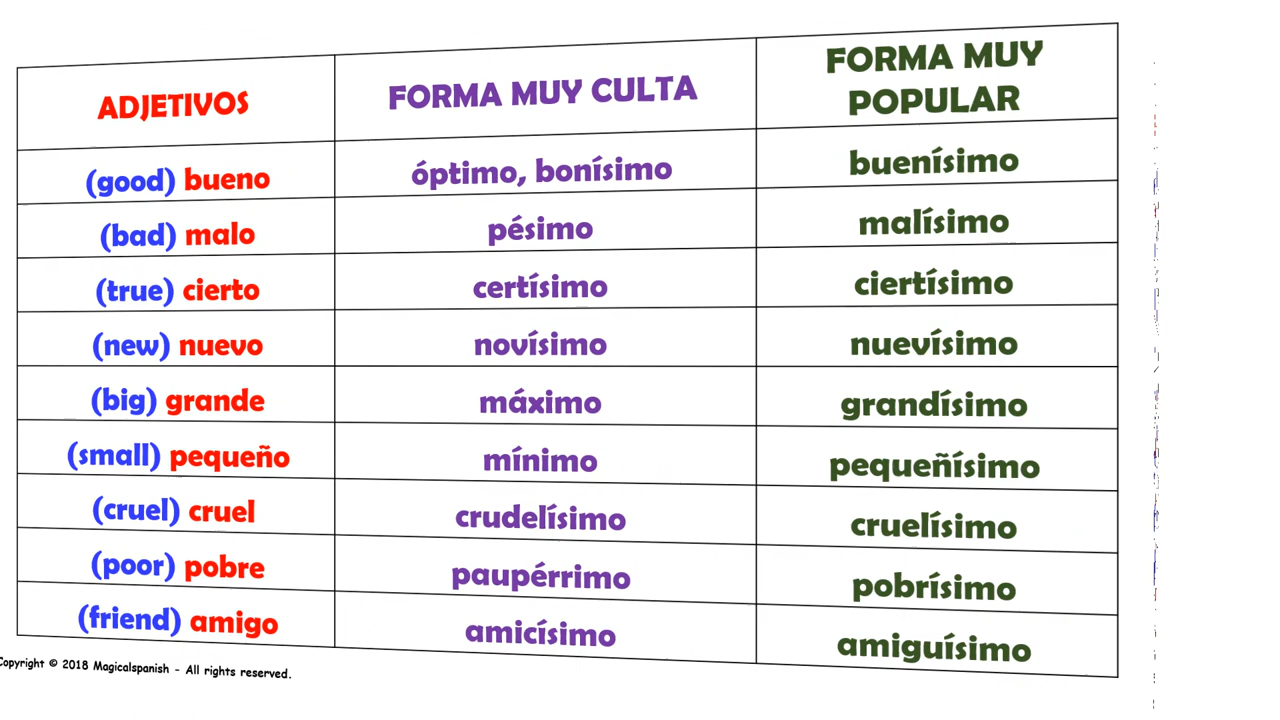 ADJETIVOS FORMA MUY CULTA FORMA MUY POPULAR
(good) bueno óptimo, bonísimo buenísimo
(bad) malo pésimo malísimo
(true) cierto certísimo ciertísimo
(new) nuevo novísimo nuevísimo
(big) grande máximo grandísimo
(small) pequeño mínimo pequeñísimo
(cruel) cruel crudelísimo cruelísimo
(poor) pobre paupérrimo pobrísimo
(friend) amigo amicísimo amiguísimo
Copyright © 2018 Magicalspanish - All rights reserved.